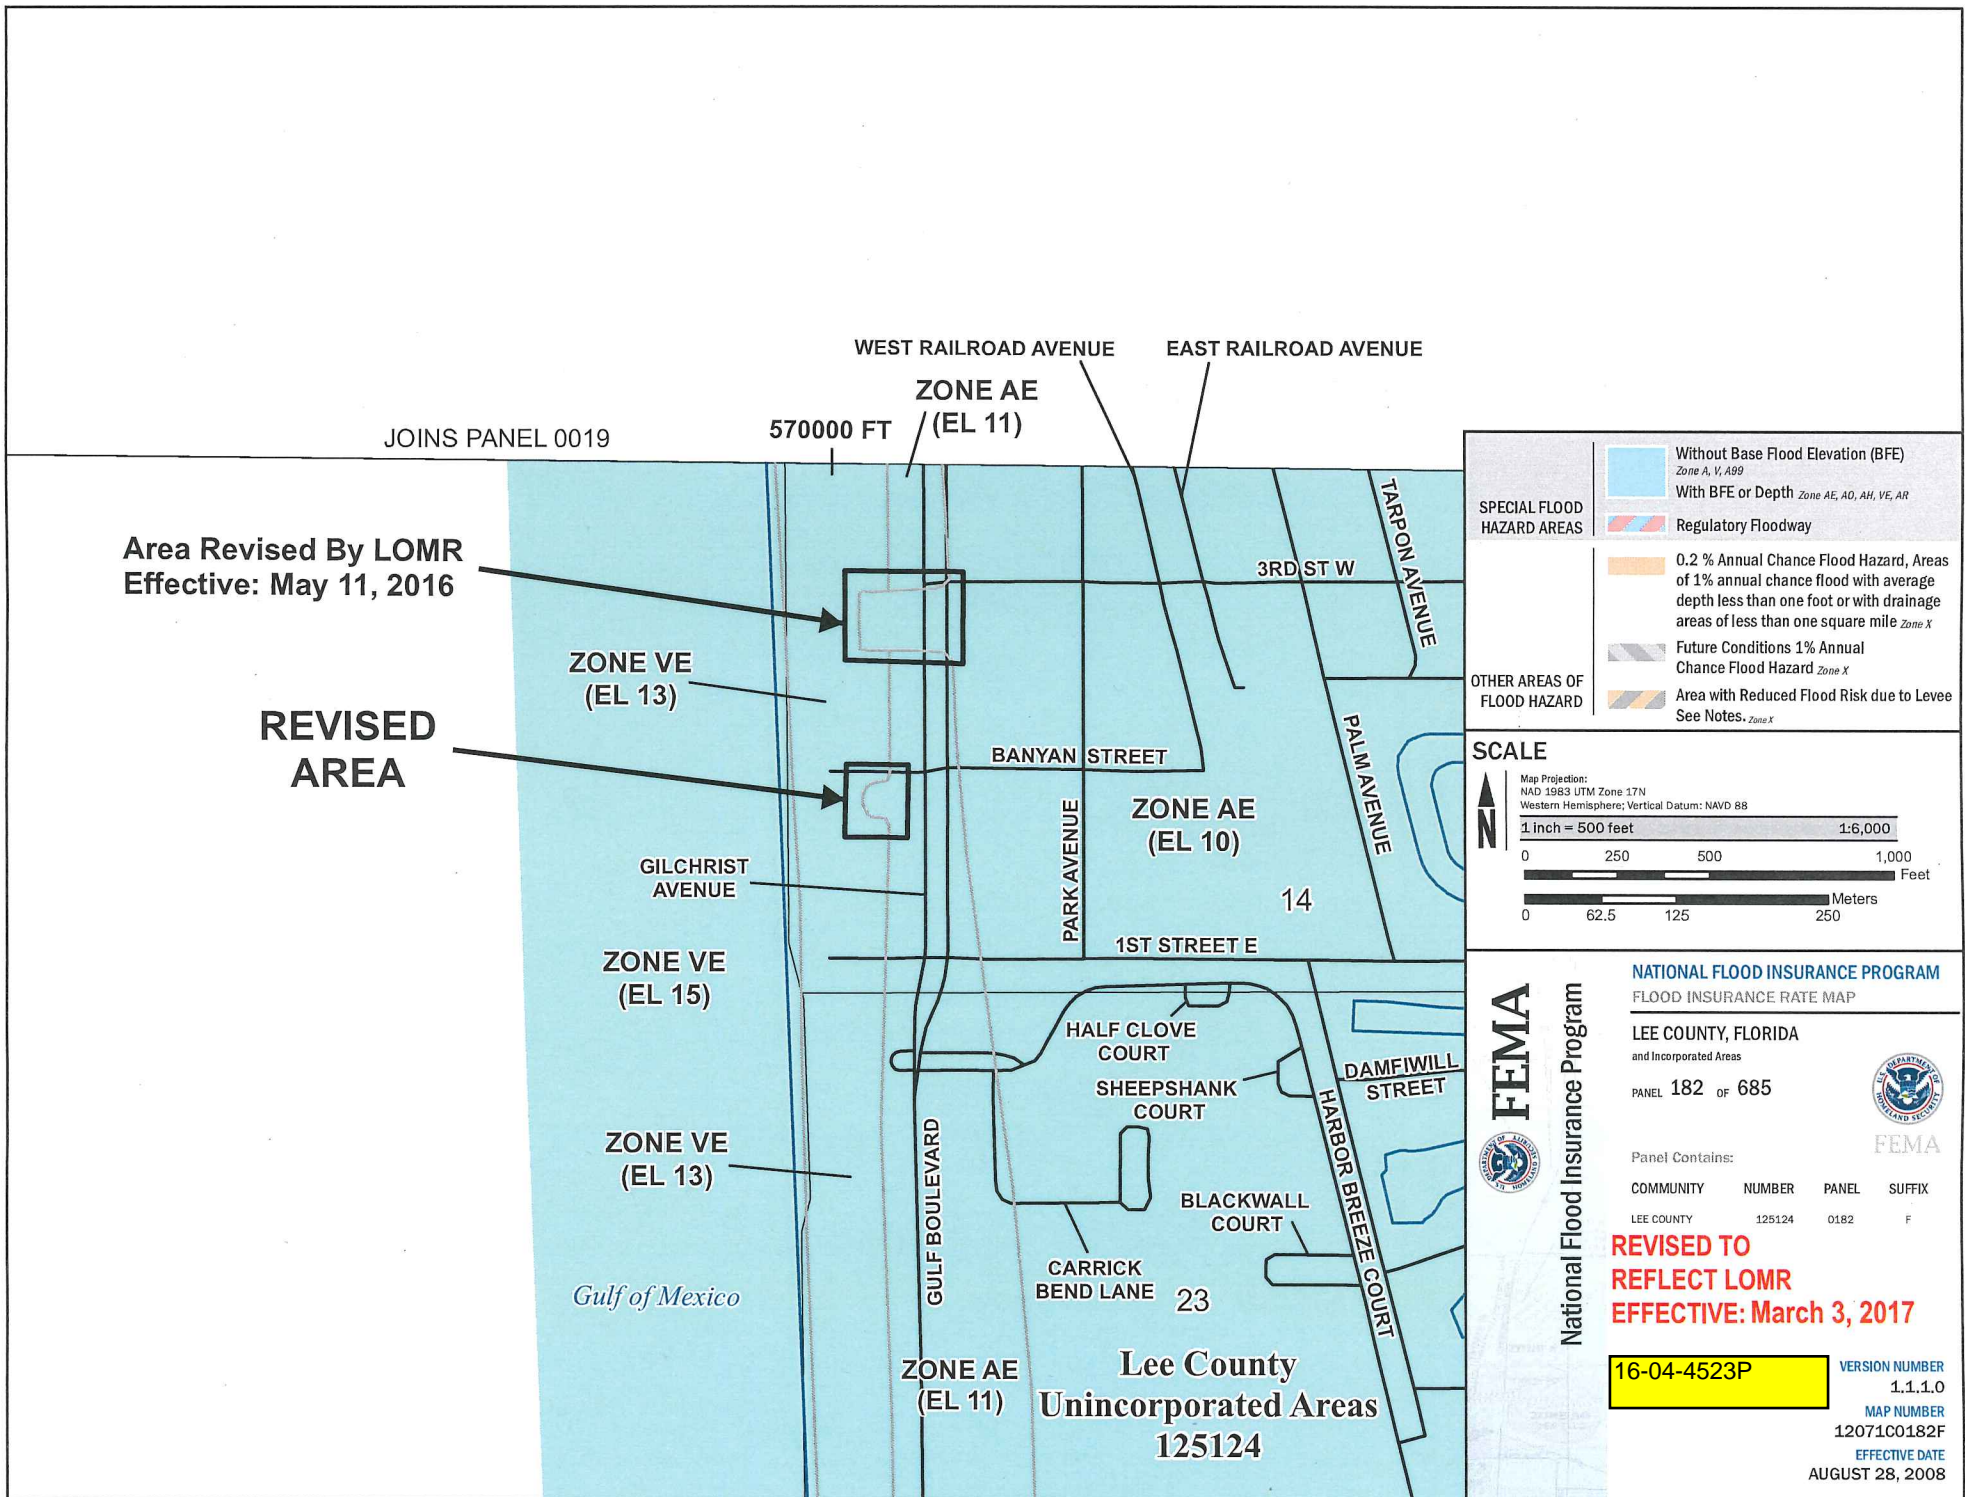 WEST RAILROAD AVENUE
EAST RAILROAD AVENUE
ZONE AE
(EL 11)
570000 FT
JOINS PANEL 0019
Area Revised By LOMR
Effective: May 11, 2016
3RD ST W
TARPON AVENUE
ZONE VE
(EL 13)
REVISED
AREA
BANYAN STREET
PALM AVENUE
ZONE AE
(EL 10)
GILCHRIST
AVENUE
PARK AVENUE
14
1ST STREET E
ZONE VE
(EL 15)
HALF CLOVE
COURT
SHEEPSHANK
COURT
DAMFIWILL
STREET
HARBOR BREEZE COURT
ZONE VE
(EL 13)
GULF BOULEVARD
BLACKWALL
COURT
CARRICK
BEND LANE
23
Gulf of Mexico
ZONE AE
(EL 11)
Lee County
Unincorporated Areas
125124
SPECIAL FLOOD
HAZARD AREAS
Without Base Flood Elevation (BFE)
Zone A, V, A99
With BFE or Depth Zone AE, AO, AH, VE, AR
Regulatory Floodway
OTHER AREAS OF
FLOOD HAZARD
0.2 % Annual Chance Flood Hazard, Areas
of 1% annual chance flood with average
depth less than one foot or with drainage
areas of less than one square mile Zone X
Future Conditions 1% Annual
Chance Flood Hazard Zone X
Area with Reduced Flood Risk due to Levee
See Notes. Zone X
SCALE
N
Map Projection:
NAD 1983 UTM Zone 17N
Western Hemisphere; Vertical Datum: NAVD 88
1 inch = 500 feet 1:6,000
0 250 500 1,000
Feet
Meters
0 62.5 125 250
FEMA
National Flood Insurance Program
NATIONAL FLOOD INSURANCE PROGRAM
FLOOD INSURANCE RATE MAP
LEE COUNTY, FLORIDA
and Incorporated Areas
PANEL 182 OF 685
FEMA
Panel Contains:
COMMUNITY NUMBER PANEL SUFFIX
LEE COUNTY 125124 0182 F
REVISED TO
REFLECT LOMR
EFFECTIVE: March 3, 2017
16-04-4523P
VERSION NUMBER
1.1.1.0
MAP NUMBER
12071C0182F
EFFECTIVE DATE
AUGUST 28, 2008